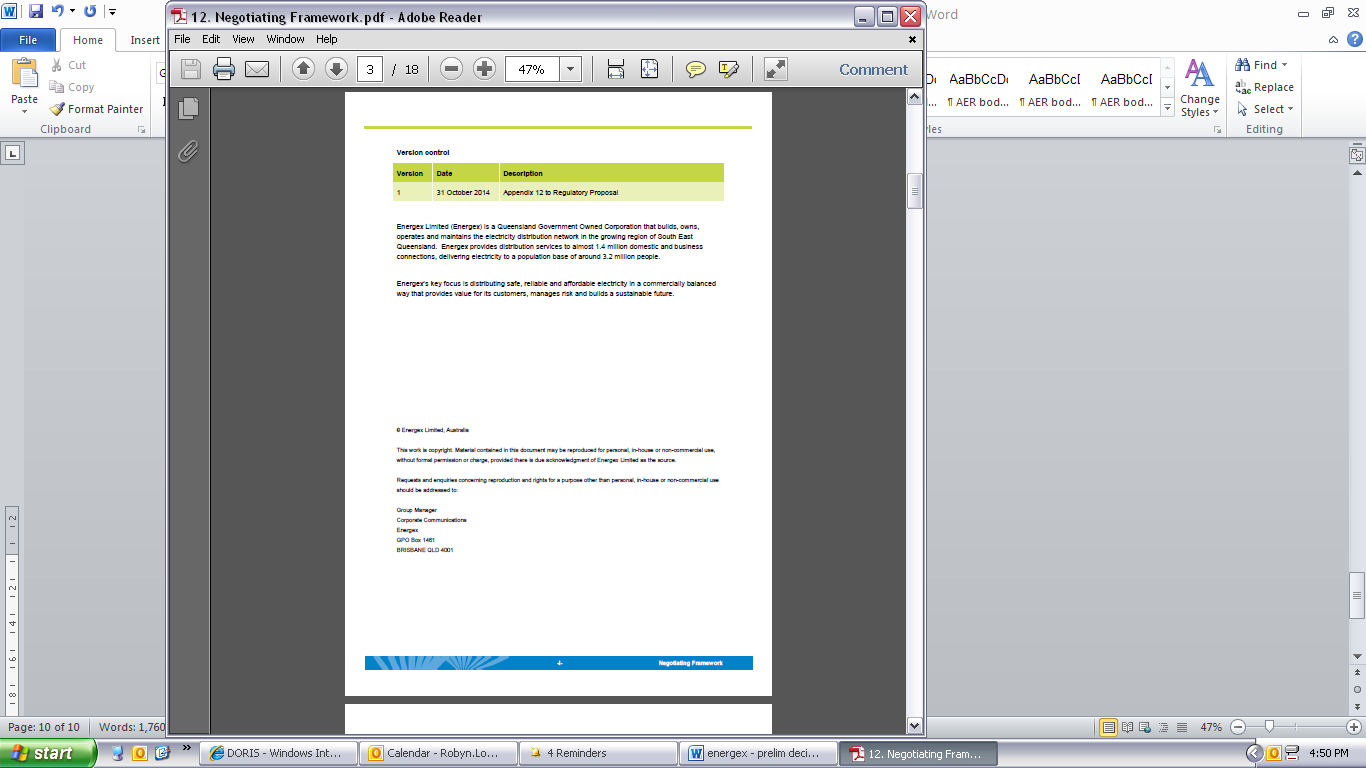 12. Negotiating Framework.pdf - Adobe Reader
Word
File Home Insert
File Edit View Window Help
Cut
Copy
Format Painter
Paste
Clipboard
3 / 18
47%
Comment
AaBbCcDc AaBbCcI AaBbCcI
... ¶ AER bod... ¶ AER bod... ¶ AER bod...
Change
Styles
Find
Replace
Select
Editing
Version control
Version Date Description
1 31 October 2014 Appendix 12 to Regulatory Proposal
Energex Limited (Energex) is a Queensland Government Owned Corporation that builds, owns,
operates and maintains the electricity distribution network in the growing region of South East
Queensland. Energex provides distribution services to almost 1.4 million domestic and business
connections, delivering electricity to a population base of around 3.2 million people.
Energex's key focus is distributing safe, reliable and affordable electricity in a commercially balanced
way that provides value for its customers, manages risk and builds a sustainable future.
© Energex Limited, Australia
This work is copyright. Material contained in this document may be reproduced for personal, in-house or non-commercial use,
without formal permission or charge, provided there is due acknowledgment of Energex Limited as the source.
Requests and enquiries concerning reproduction and rights for a purpose other than personal, in-house or non-commercial use
should be addressed to:
Group Manager
Corporate Communications
Energex
GPO Box 1461
BRISBANE QLD 4001
Negotiating Framework
2
2
4
6
8
Page: 10 of 10 Words: 1,760
47%
start
DORIS - Windows Int...
Calendar - Robyn.Lo...
4 Reminders
energex - prelim deci...
12. Negotiating Fram...
4:50 PM